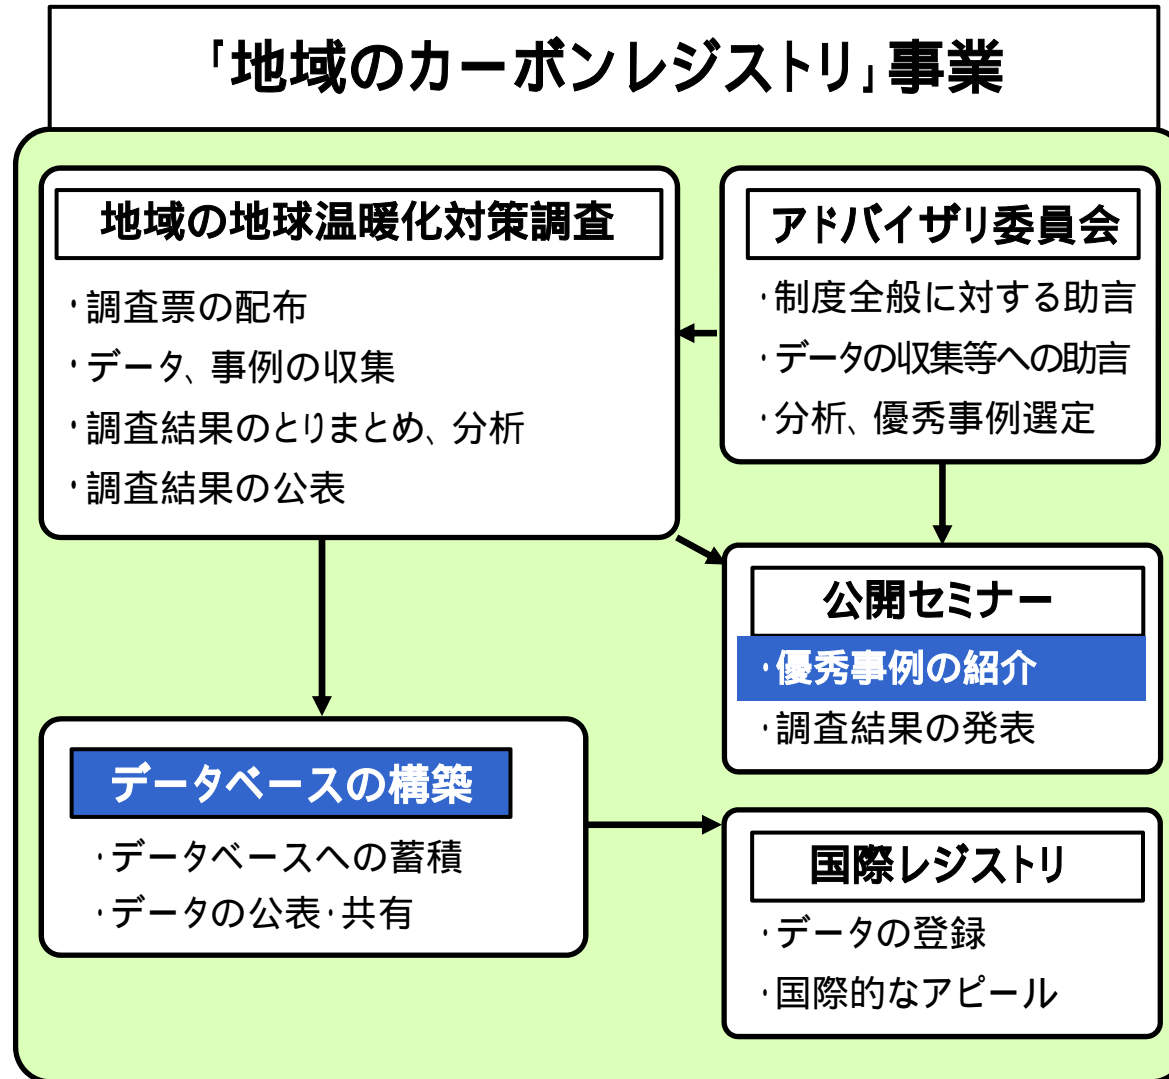 「地域のカーボンレジストリ」事業
地域の地球温暖化対策調査
・調査票の配布
・データ、事例の収集
・調査結果のとりまとめ、分析
・調査結果の公表
アドバイザリ委員会
・制度全般に対する助言
・データの収集等への助言
・分析、優秀事例選定
公開セミナー
・優秀事例の紹介
・調査結果の発表
データベースの構築
・データベースへの蓄積
・データの公表・共有
国際レジストリ
・データの登録
・国際的なアピール